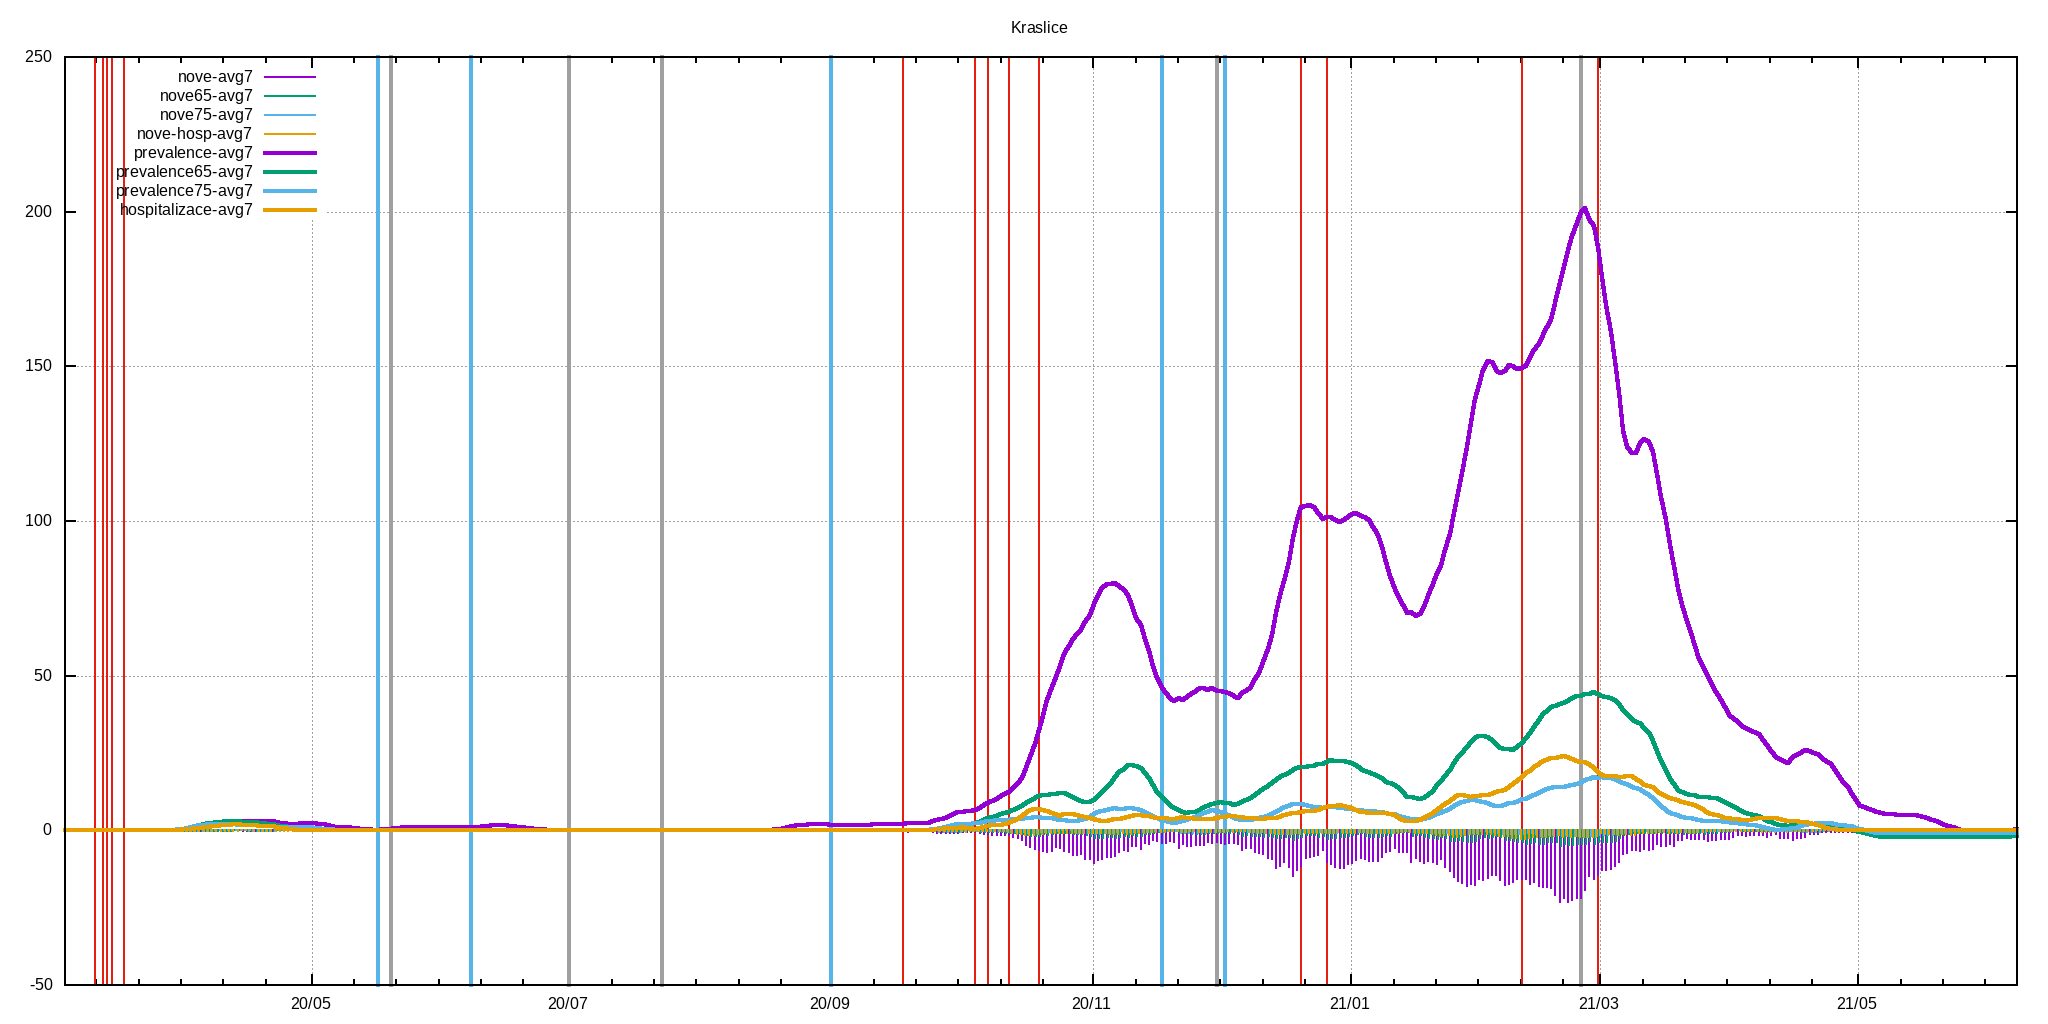 Kraslice
250
200
150
100
50
0
-50
nove-avg7
nove65-avg7
nove75-avg7
nove-hosp-avg7
prevalence-avg7
prevalence65-avg7
prevalence75-avg7
hospitalizace-avg7
20/05 20/07 20/09 20/11 21/01 21/03 21/05